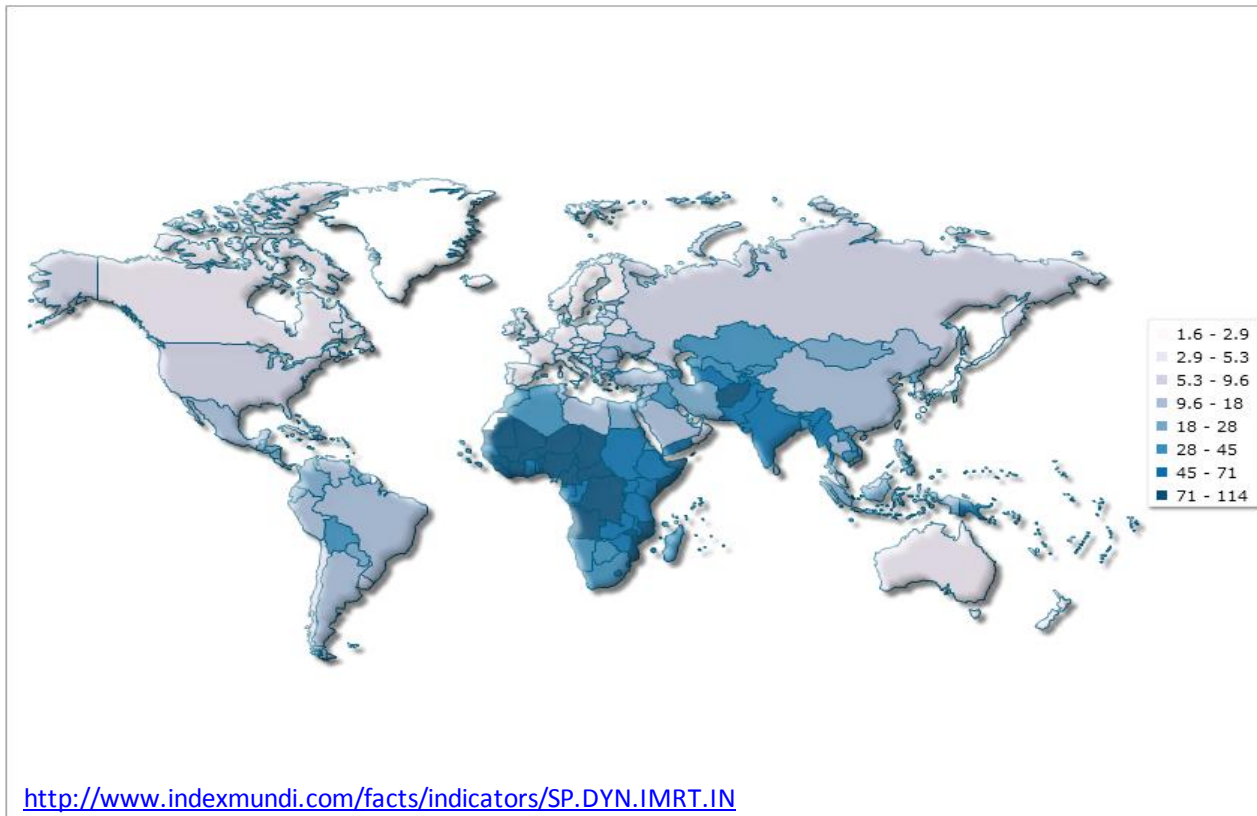 1.6 - 2.9
2.9 - 5.3
5.3 - 9.6
9.6 - 18
18 - 28
28 - 45
45 - 71
71 - 114
http://www.indexmundi.com/facts/indicators/SP.DYN.IMRT.IN